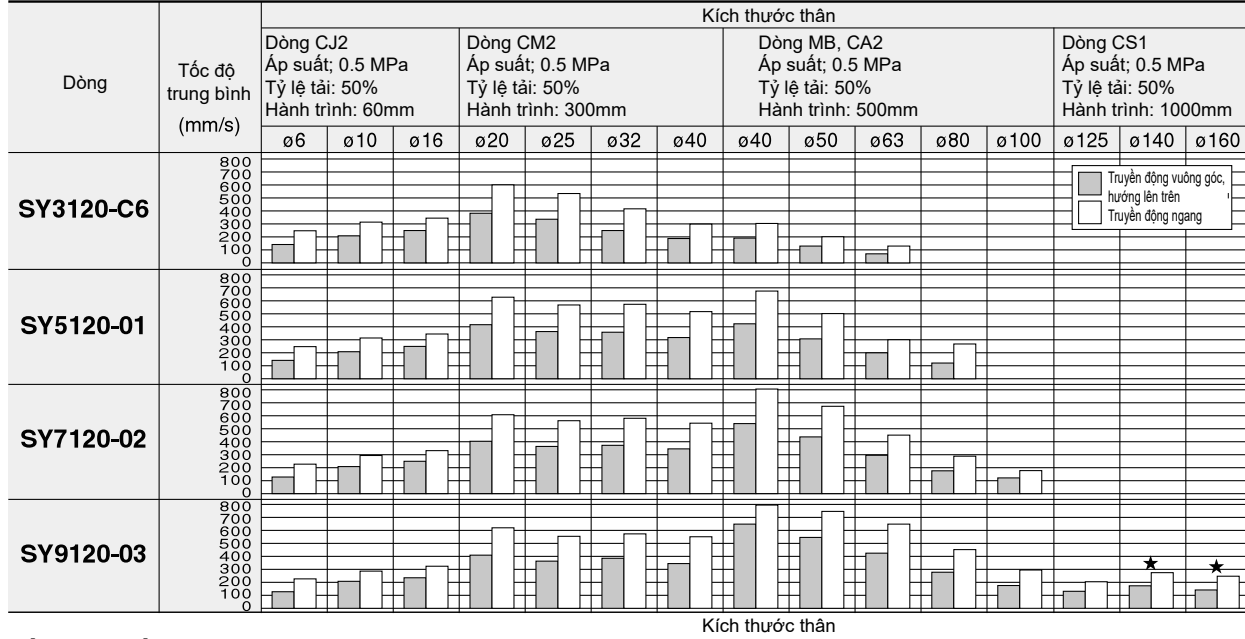 Kích thước thân
Dòng
Tốc độ
trung bình
(mm/s)
Dòng CJ2
Áp suất; 0.5 MPa
Tỷ lệ tải: 50%
Hành trình: 60mm
Dòng CM2
Áp suất; 0.5 MPa
Tỷ lệ tải: 50%
Hành trình: 300mm
Dòng MB, CA2
Áp suất; 0.5 MPa
Tỷ lệ tải: 50%
Hành trình: 500mm
Dòng CS1
Áp suất; 0.5 MPa
Tỷ lệ tải: 50%
Hành trình: 1000mm
ø6 ø10 ø16 ø20 ø25 ø32 ø40 ø40 ø50 ø63 ø80 ø100 ø125 ø140 ø160
SY3120-C6
800
700
600
500
400
300
200
100
0
Truyền động vuông góc,
hướng lên trên
Truyền động ngang
SY5120-01
800
700
600
500
400
300
200
100
0
SY7120-02
800
700
600
500
400
300
200
100
0
SY9120-03
800
700
600
500
400
300
200
100
0
★ ★
Kích thước thân